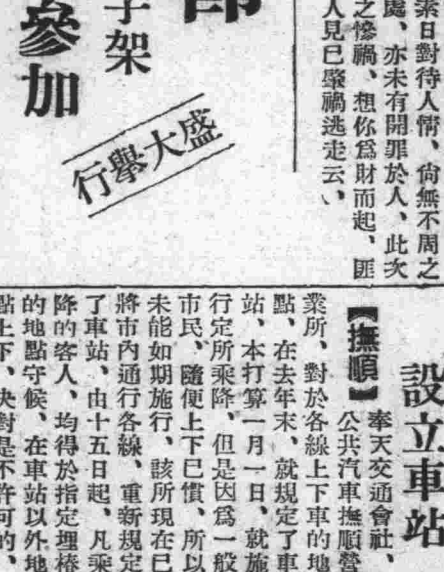 素日對待人情、尙無不周之
處、亦未有開罪於人、此次
之慘禍、想你爲財而起、匪
人見已肇禍逃走云、
盛大擧行
子架
參加
設立車站
【撫順】奉天交通會社、
公共汽車撫順營
業所、對於各線上下車的地
點、在去年末、就規定了車
站、本打算一月一日、就施
行定所乘降、但是因爲一般
市民、隨便上下已慣、所以
未能如期施行、該所現在已
將市內通行各線、重新規定
了車站、由十五日起、凡乘
降的客人、均得於指定埋樁
的地點守候、在車站以外地
點上下、決對是不許可的、